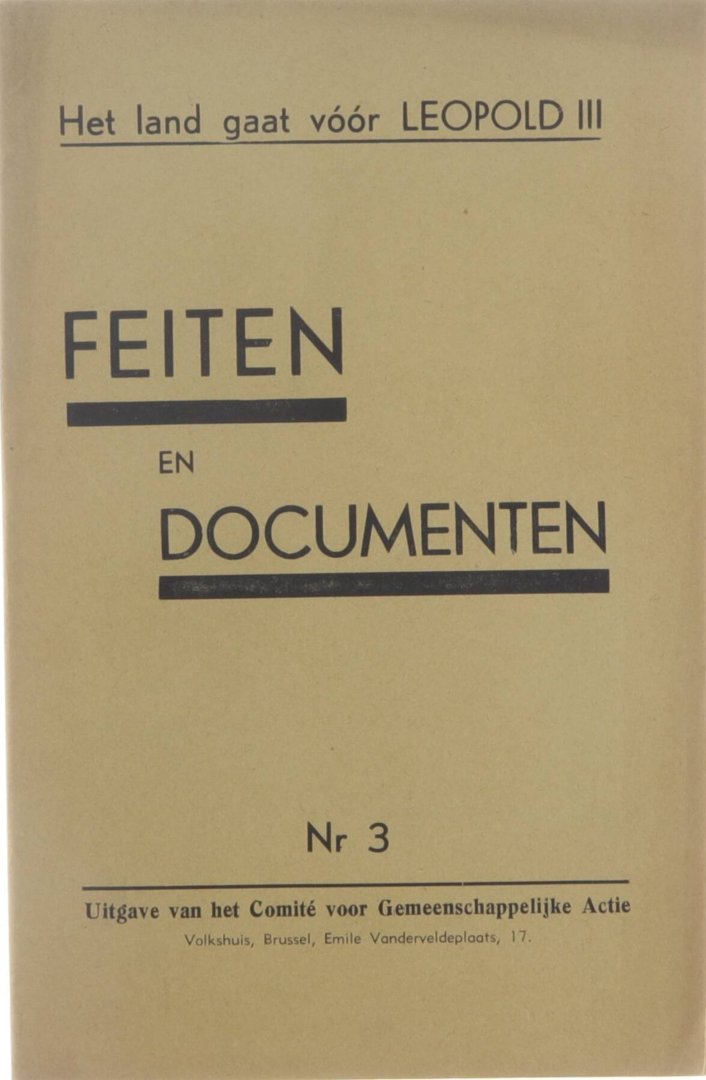 Het land gaat vóór LEOPOLD III
FEITEN
EN
DOCUMENTEN
Nr 3
Uitgave van het Comité voor Gemeenschappelijke Actie
Volkshuis, Brussel, Emile Vanderveldeplaats, 17.